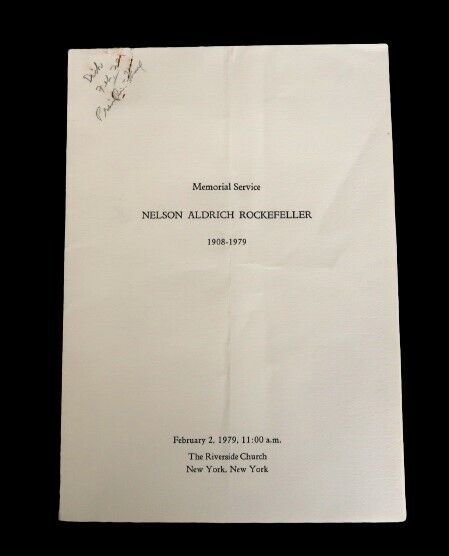 Memorial Service
NELSON ALDRICH ROCKEFELLER
1908-1979
February 2, 1979, 11:00 a.m.
The Riverside Church
New York, New York